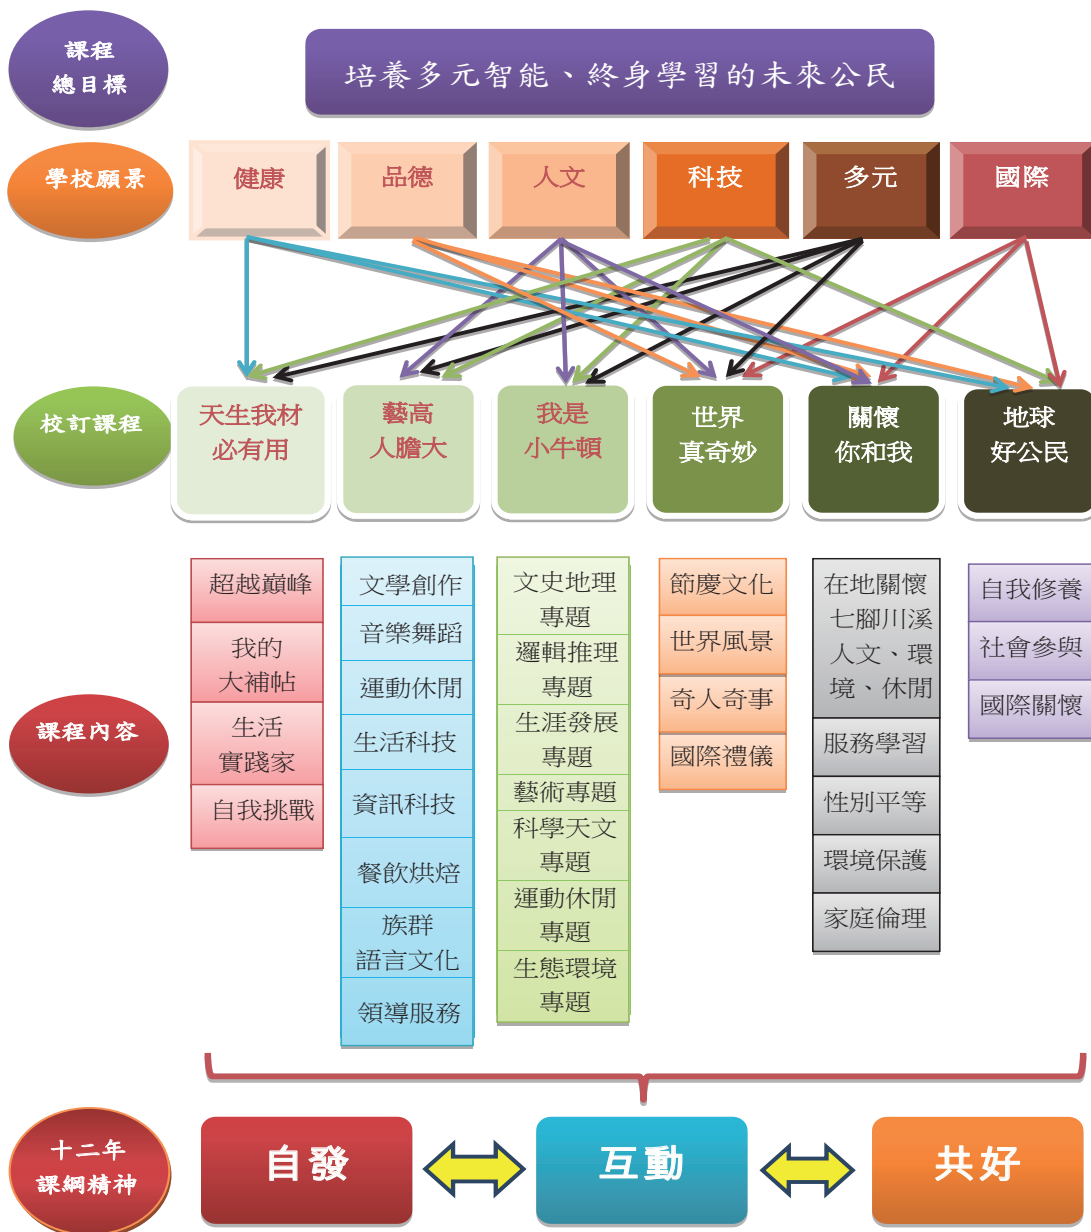 課程
總目標
培養多元智能、終身學習的未來公民
學校願景
健康
品德
人文
科技
多元
國際
校訂課程
天生我材
必有用
藝高
人膽大
我是
小牛頓
世界
真奇妙
關懷
你和我
地球
好公民
課程內容
超越巔峰
我的
大補帖
生活
實踐家
自我挑戰
文學創作
音樂舞蹈
運動休閒
生活科技
資訊科技
餐飲烘焙
族群
語言文化
領導服務
文史地理
專題
邏輯推理
專題
生涯發展
專題
藝術專題
科學天文
專題
運動休閒
專題
生態環境
專題
節慶文化
世界風景
奇人奇事
國際禮儀
在地關懷
七腳川溪
人文、環
境、休閒
服務學習
性別平等
環境保護
家庭倫理
自我修養
社會參與
國際關懷
十二年
課綱精神
自發
互動
共好